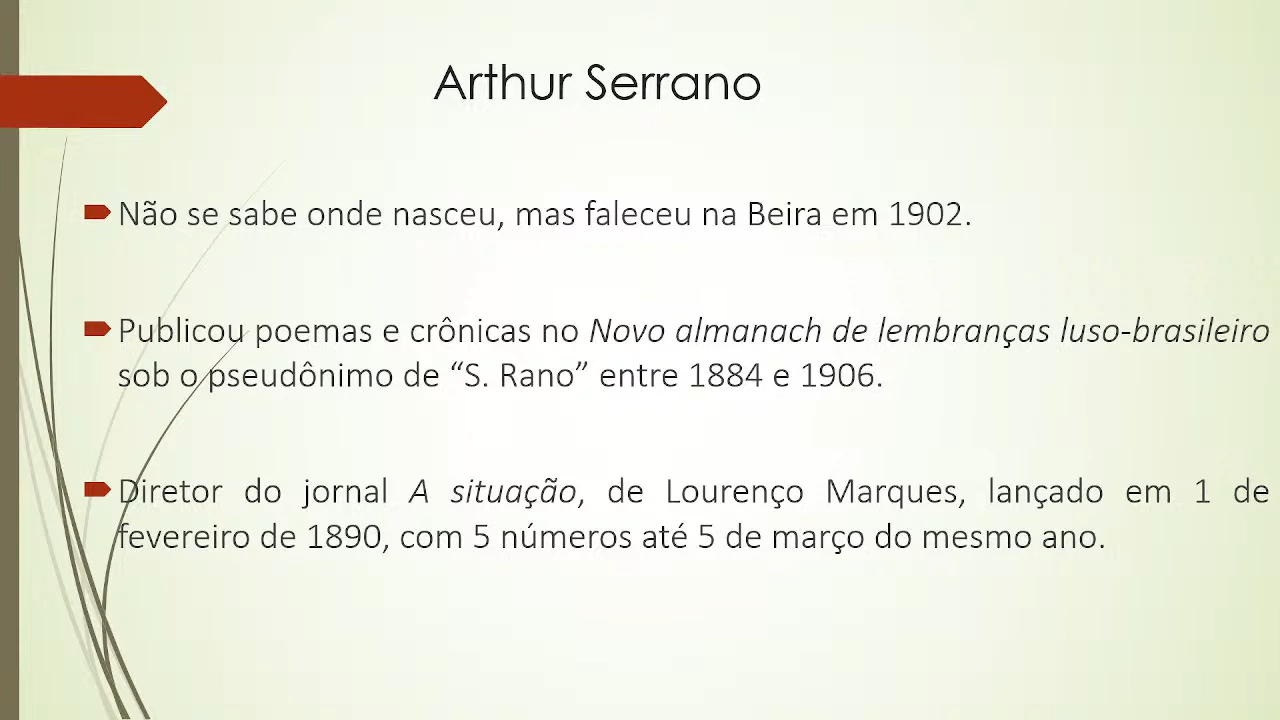 Arthur Serrano
Não se sabe onde nasceu, mas faleceu na Beira em 1902.
Publicou poemas e crônicas no Novo almanach de lembranças luso-brasileiro
sob o pseudônimo de “S. Rano” entre 1884 e 1906.
Diretor do jornal A situação, de Lourenço Marques, lançado em 1 de
fevereiro de 1890, com 5 números até 5 de março do mesmo ano.